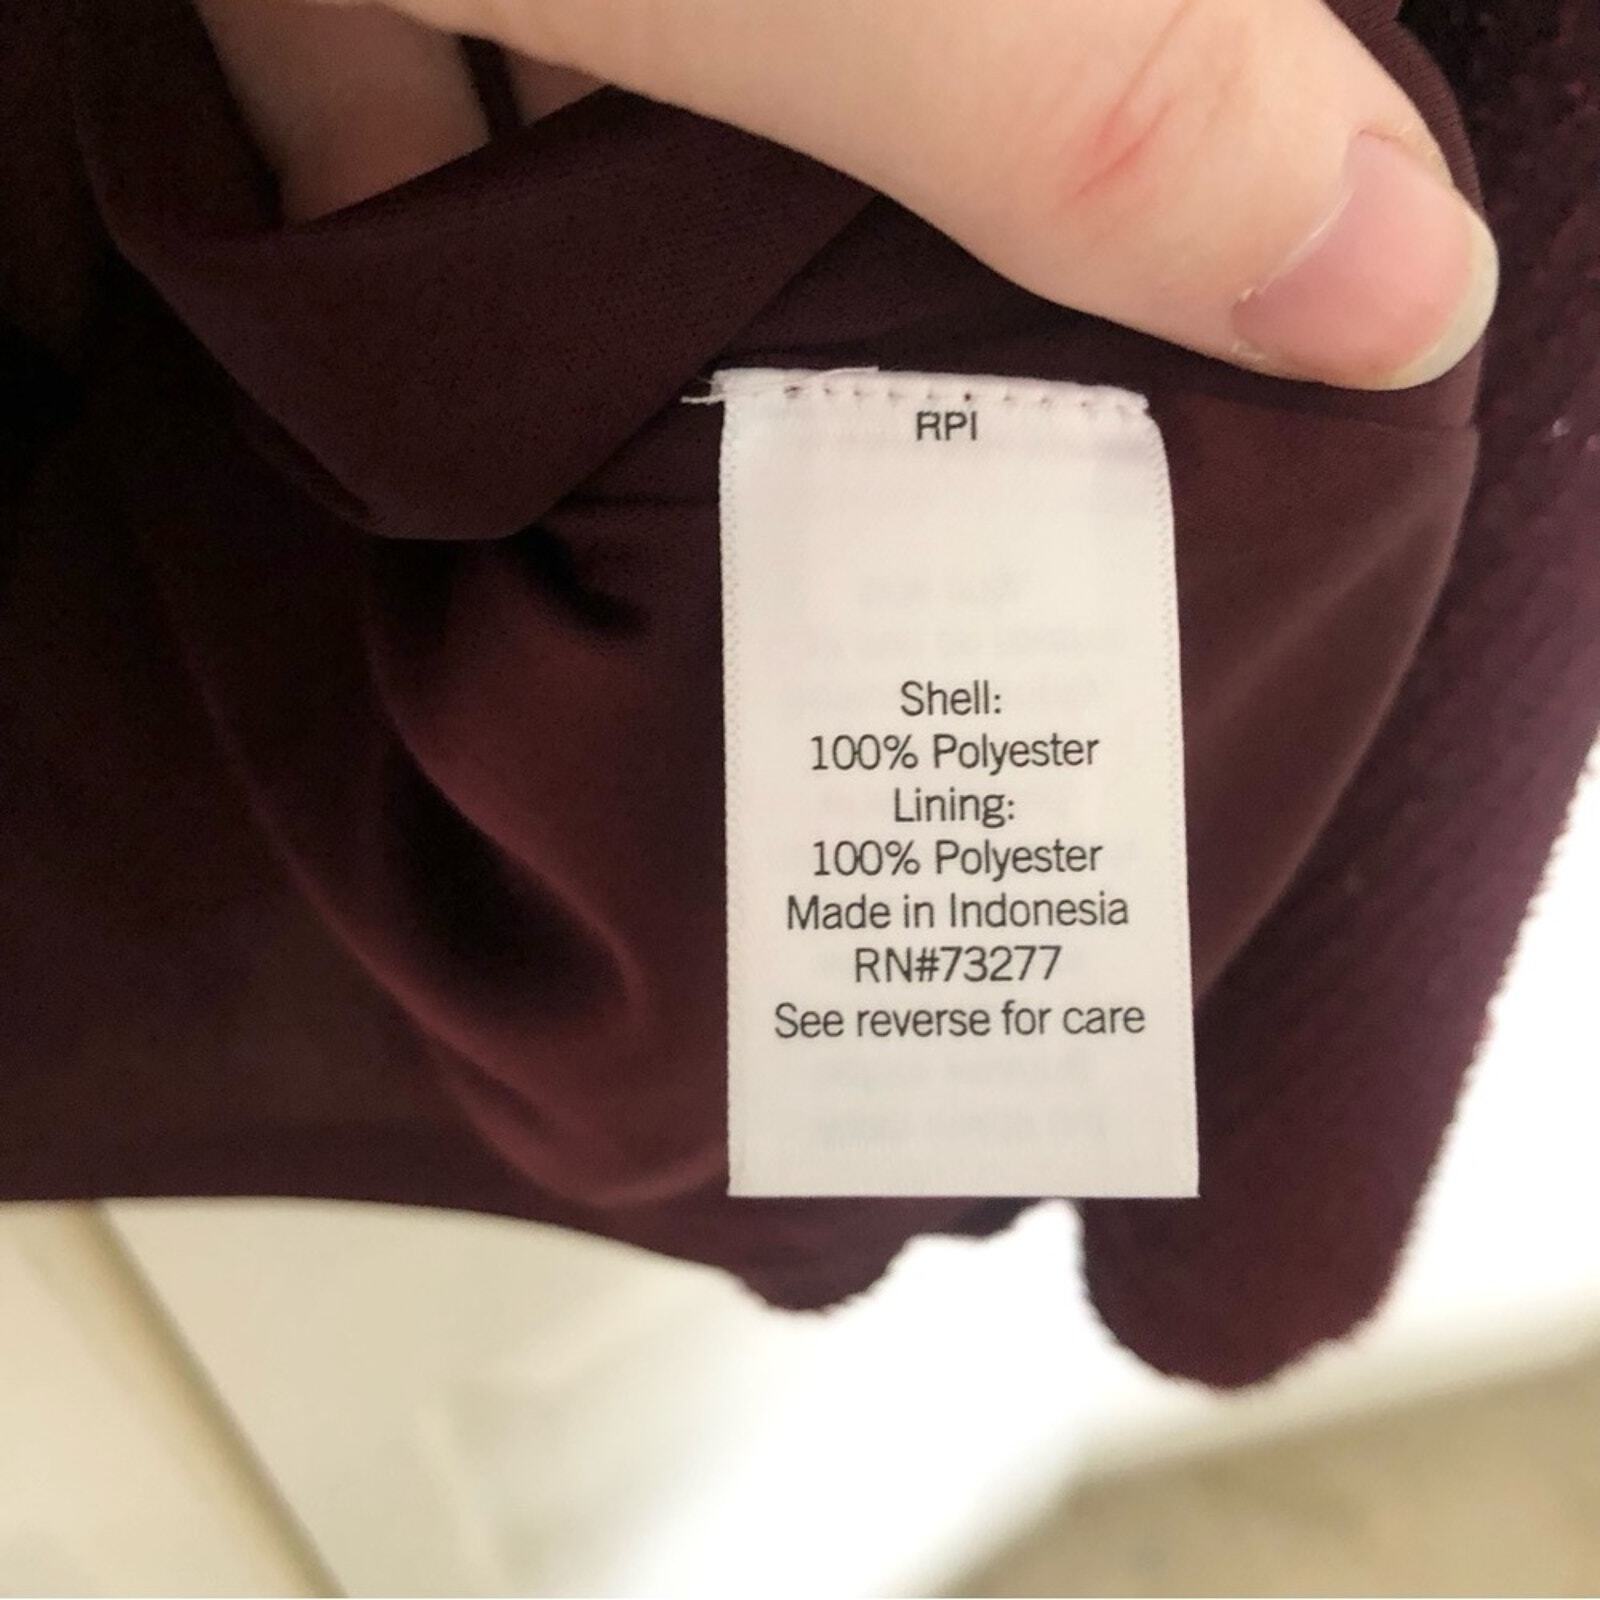 RPI
Shell:
100% Polyester
Lining:
100% Polyester
Made in Indonesia
RN#73277
See reverse for care